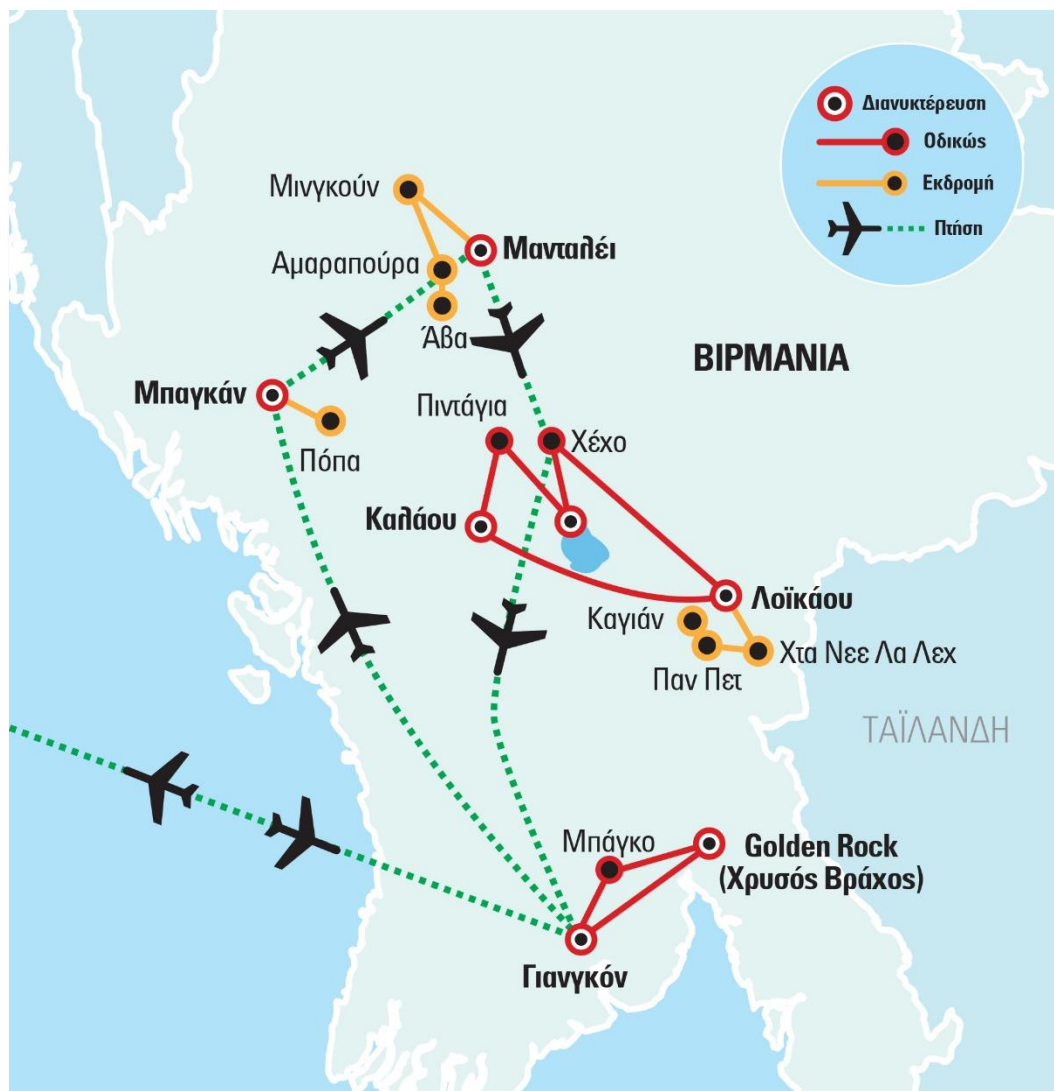 Διανυκτέρευση
Οδικώς
Εκδρομή
Πτήση
Μινγκούν
Μανταλέι
Αμαραπούρα
Άβα
ΒΙΡΜΑΝΙΑ
Μπαγκάν
Πιντάγια
Χέχο
Πόπα
Καλάου
Λοϊκάου
Καγιάν
Χτα Νεε Λα Λεχ
Παν Πετ
ΤΑΪΛΑΝΔΗ
Μπάγκο
Golden Rock
(Χρυσός Βράχος)
Γιανγκόν